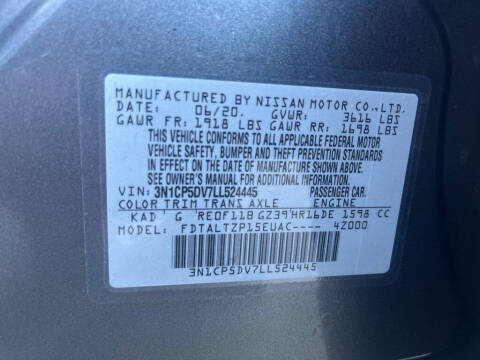 MANUFACTURED BY NISSAN MOTOR CO.,LTD.
DATE: 06/20. GVWR: 3616 LBS
GAWR FR: 1918 LBS GAWR RR: 1698 LBS
THIS VEHICLE CONFORMS TO ALL APPLICABLE FEDERAL MOTOR
VEHICLE SAFETY, BUMPER AND THEFT PREVENTION STANDARDS
IN EFFECT ON THE DATE OF MANUFACTURE SHOWN ABOVE.
SEE OWNER'S MANUAL FOR ADDITIONAL INFORMATION.
VIN: 3N1CP5DV7LL524445 PASSENGER CAR.
COLOR TRIM TRANS AXLE ENGINE
KAD G RE0F11B GZ39 HR16DE 1598 CC
MODEL: FDTALTZP15EUAC---- 4Z000
3N1CP5DV7LL524445